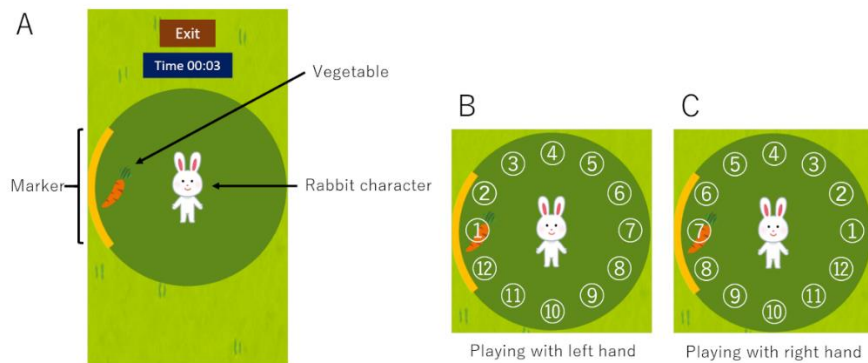 A
Exit
Time 00:03
Vegetable
Marker
Rabbit character
B
① ② ③ ④ ⑤ ⑥ ⑦ ⑧ ⑨ ⑩ ⑪ ⑫
Playing with left hand
C
① ② ③ ④ ⑤ ⑥ ⑦ ⑧ ⑨ ⑩ ⑪ ⑫
Playing with right hand